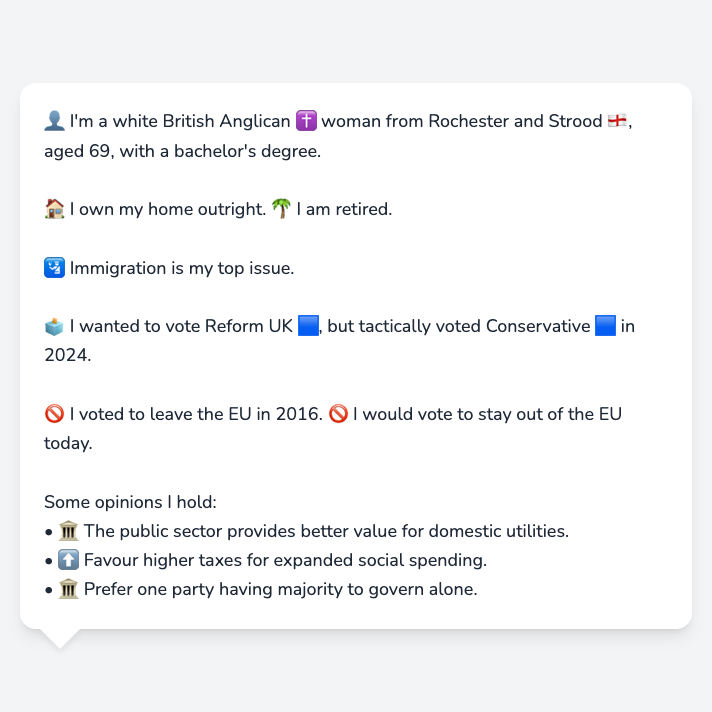 👤 I'm a white British Anglican ✝️ woman from Rochester and Strood 🏴󠁧󠁢󠁥󠁮󠁧󠁿,
aged 69, with a bachelor's degree.
🏠 I own my home outright. 🌴 I am retired.
🛂 Immigration is my top issue.
🗳️ I wanted to vote Reform UK 🟦, but tactically voted Conservative 🟦 in
2024.
🚫 I voted to leave the EU in 2016. 🚫 I would vote to stay out of the EU
today.
Some opinions I hold:
• 🏛️ The public sector provides better value for domestic utilities.
• ⬆️ Favour higher taxes for expanded social spending.
• 🏛️ Prefer one party having majority to govern alone.